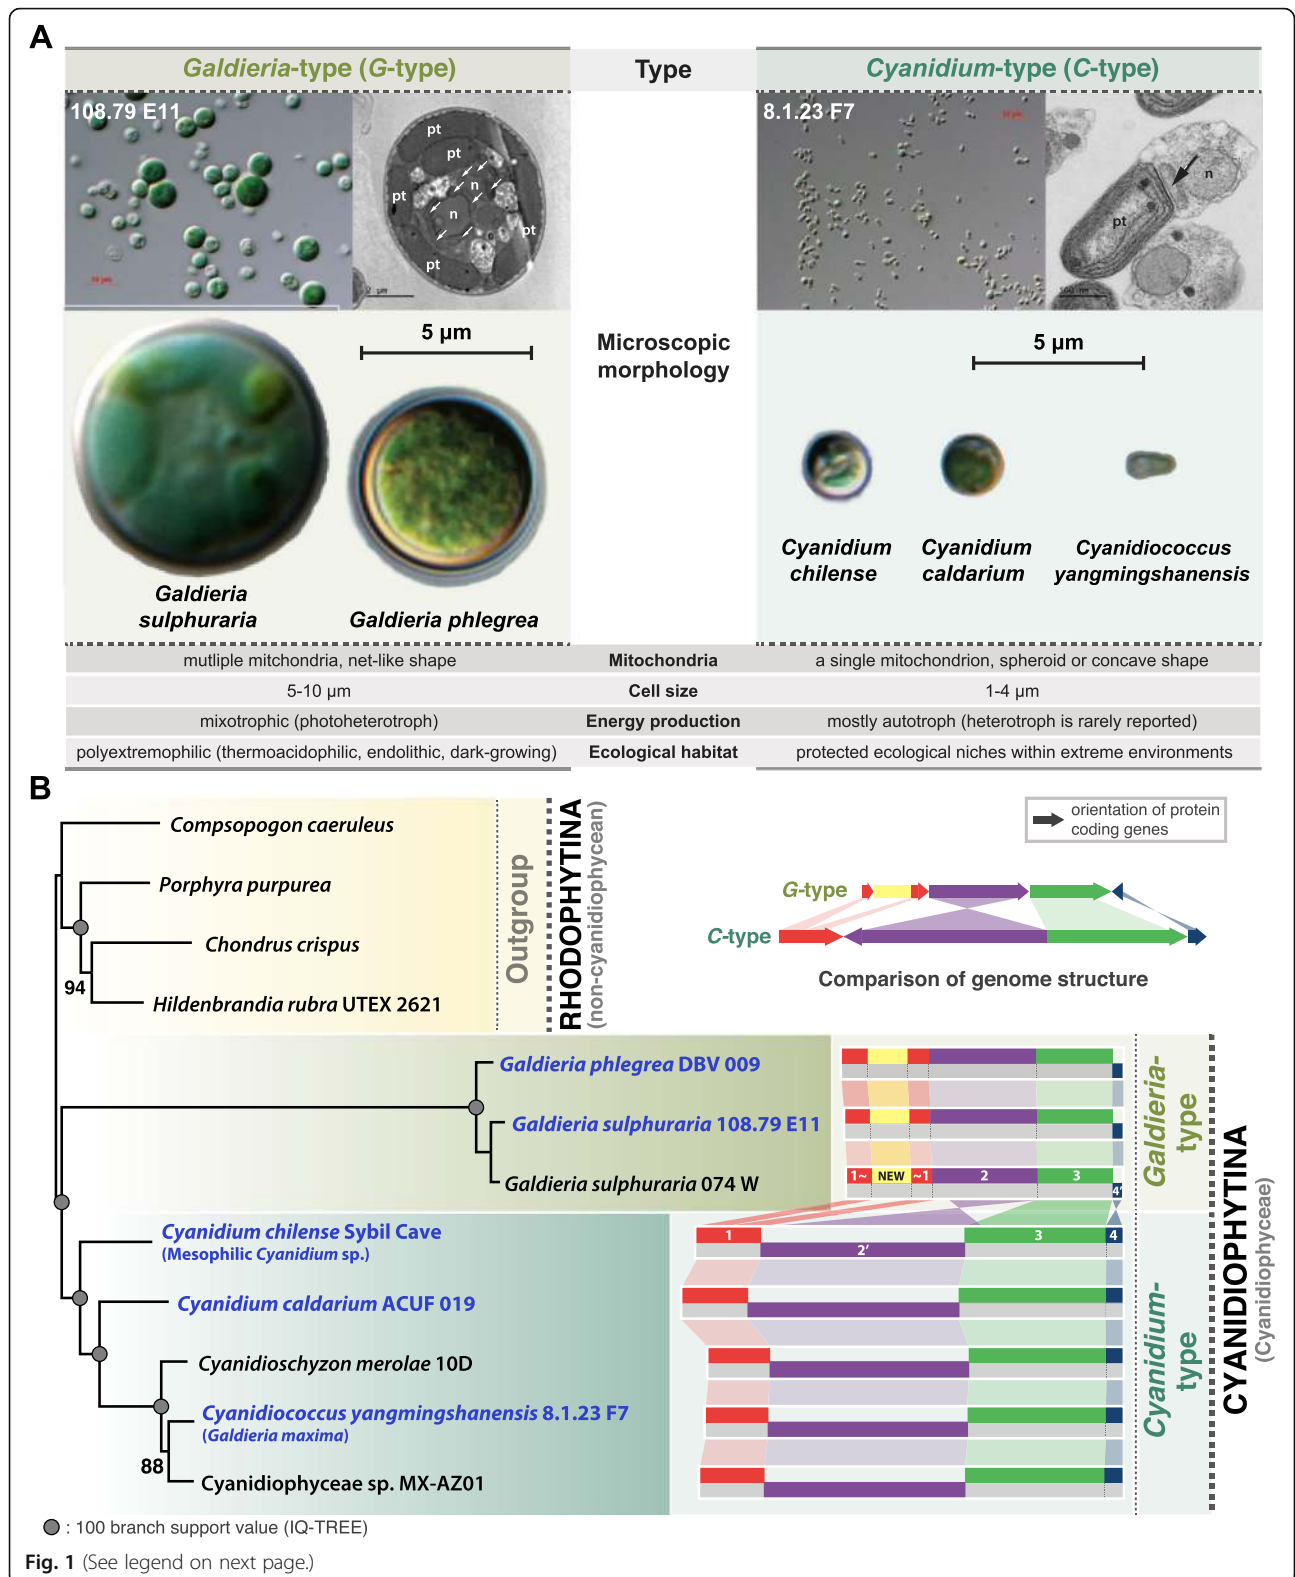 A
Galdieria-type (G-type)
Type
Cyanidium-type (C-type)
108.79 E11
pt
pt
pt
n
n
pt
pt
10 µm
2 µm
8.1.23 F7
10 µm
n
pt
500 nm
5 µm
Microscopic
morphology
5 µm
Galdieria
sulphuraria
Galdieria phlegrea
Cyanidium
chilense
Cyanidium
caldarium
Cyanidiococcus
yangmingshanensis
mutliple mitchondria, net-like shape
Mitochondria
a single mitochondrion, spheroid or concave shape
5-10 µm
Cell size
1-4 µm
mixotrophic (photoheterotroph)
Energy production
mostly autotroph (heterotroph is rarely reported)
polyextremophilic (thermoacidophilic, endolithic, dark-growing)
Ecological habitat
protected ecological niches within extreme environments
B
Compsopogon caeruleus
Porphyra purpurea
Chondrus crispus
94
Hildenbrandia rubra UTEX 2621
Outgroup
RHODOPHYTINA
(non-cyanidiophycean)
orientation of protein
coding genes
G-type
C-type
Comparison of genome structure
Galdieria phlegrea DBV 009
Galdieria sulphuraria 108.79 E11
Galdieria sulphuraria 074 W
1~
NEW
~1
2
3
4'
Galdieria-
type
Cyanidium chilense Sybil Cave
(Mesophilic Cyanidium sp.)
1
2′
3
4
Cyanidium caldarium ACUF 019
Cyanidioschyzon merolae 10D
Cyanidiococcus yangmingshanensis 8.1.23 F7
(Galdieria maxima)
88
Cyanidiophyceae sp. MX-AZ01
Cyanidium-
type
CYANIDIOPHYTINA
(Cyanidiophyceae)
: 100 branch support value (IQ-TREE)
Fig. 1 (See legend on next page.)